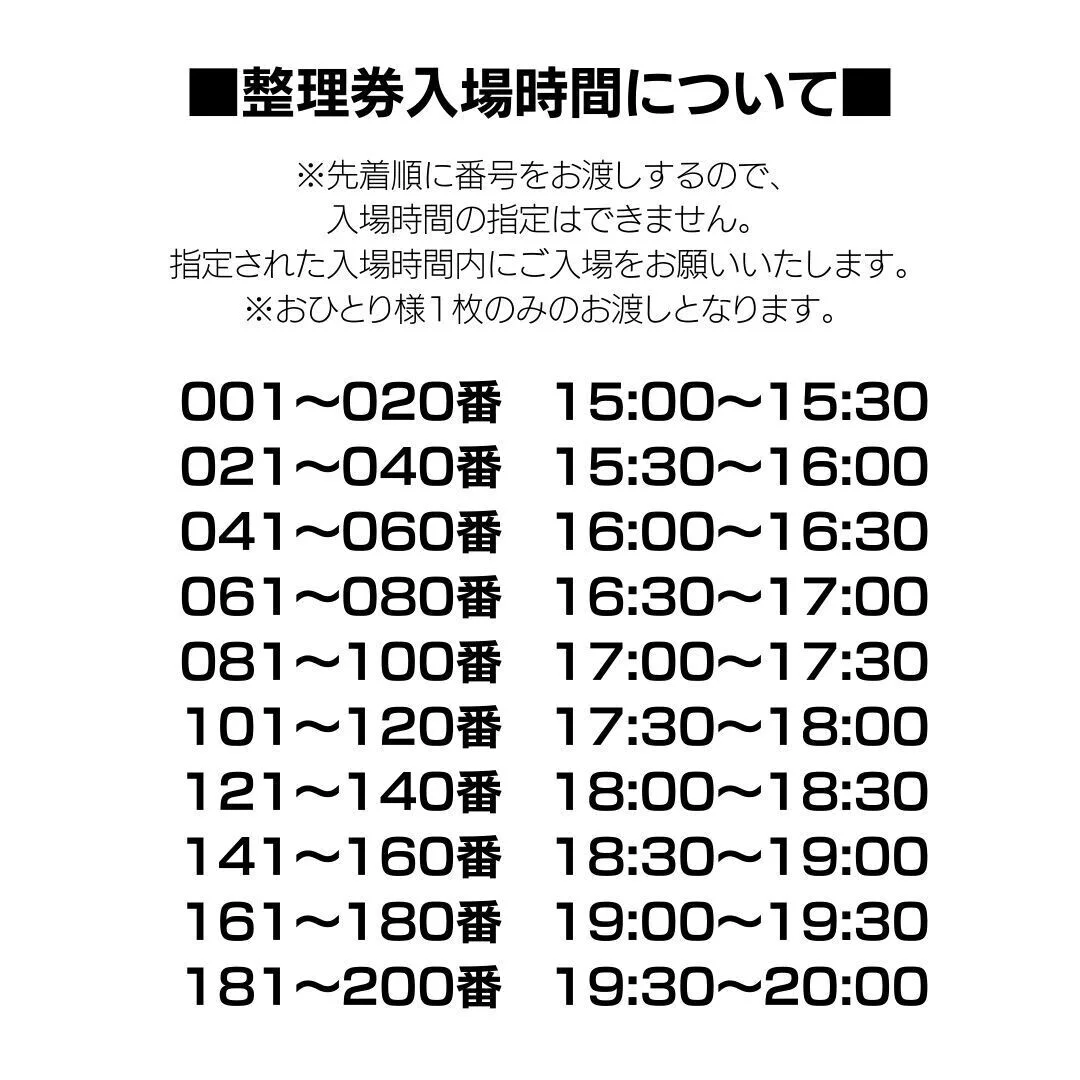 ■整理券入場時間について■
※先着順に番号をお渡しするので、
入場時間の指定はできません。
指定された入場時間内にご入場をお願いいたします。
※おひとり様1枚のみのお渡しとなります。
001〜020番 15:00〜15:30
021〜040番 15:30〜16:00
041〜060番 16:00〜16:30
061〜080番 16:30〜17:00
081〜100番 17:00〜17:30
101〜120番 17:30〜18:00
121〜140番 18:00〜18:30
141〜160番 18:30〜19:00
161〜180番 19:00〜19:30
181〜200番 19:30〜20:00